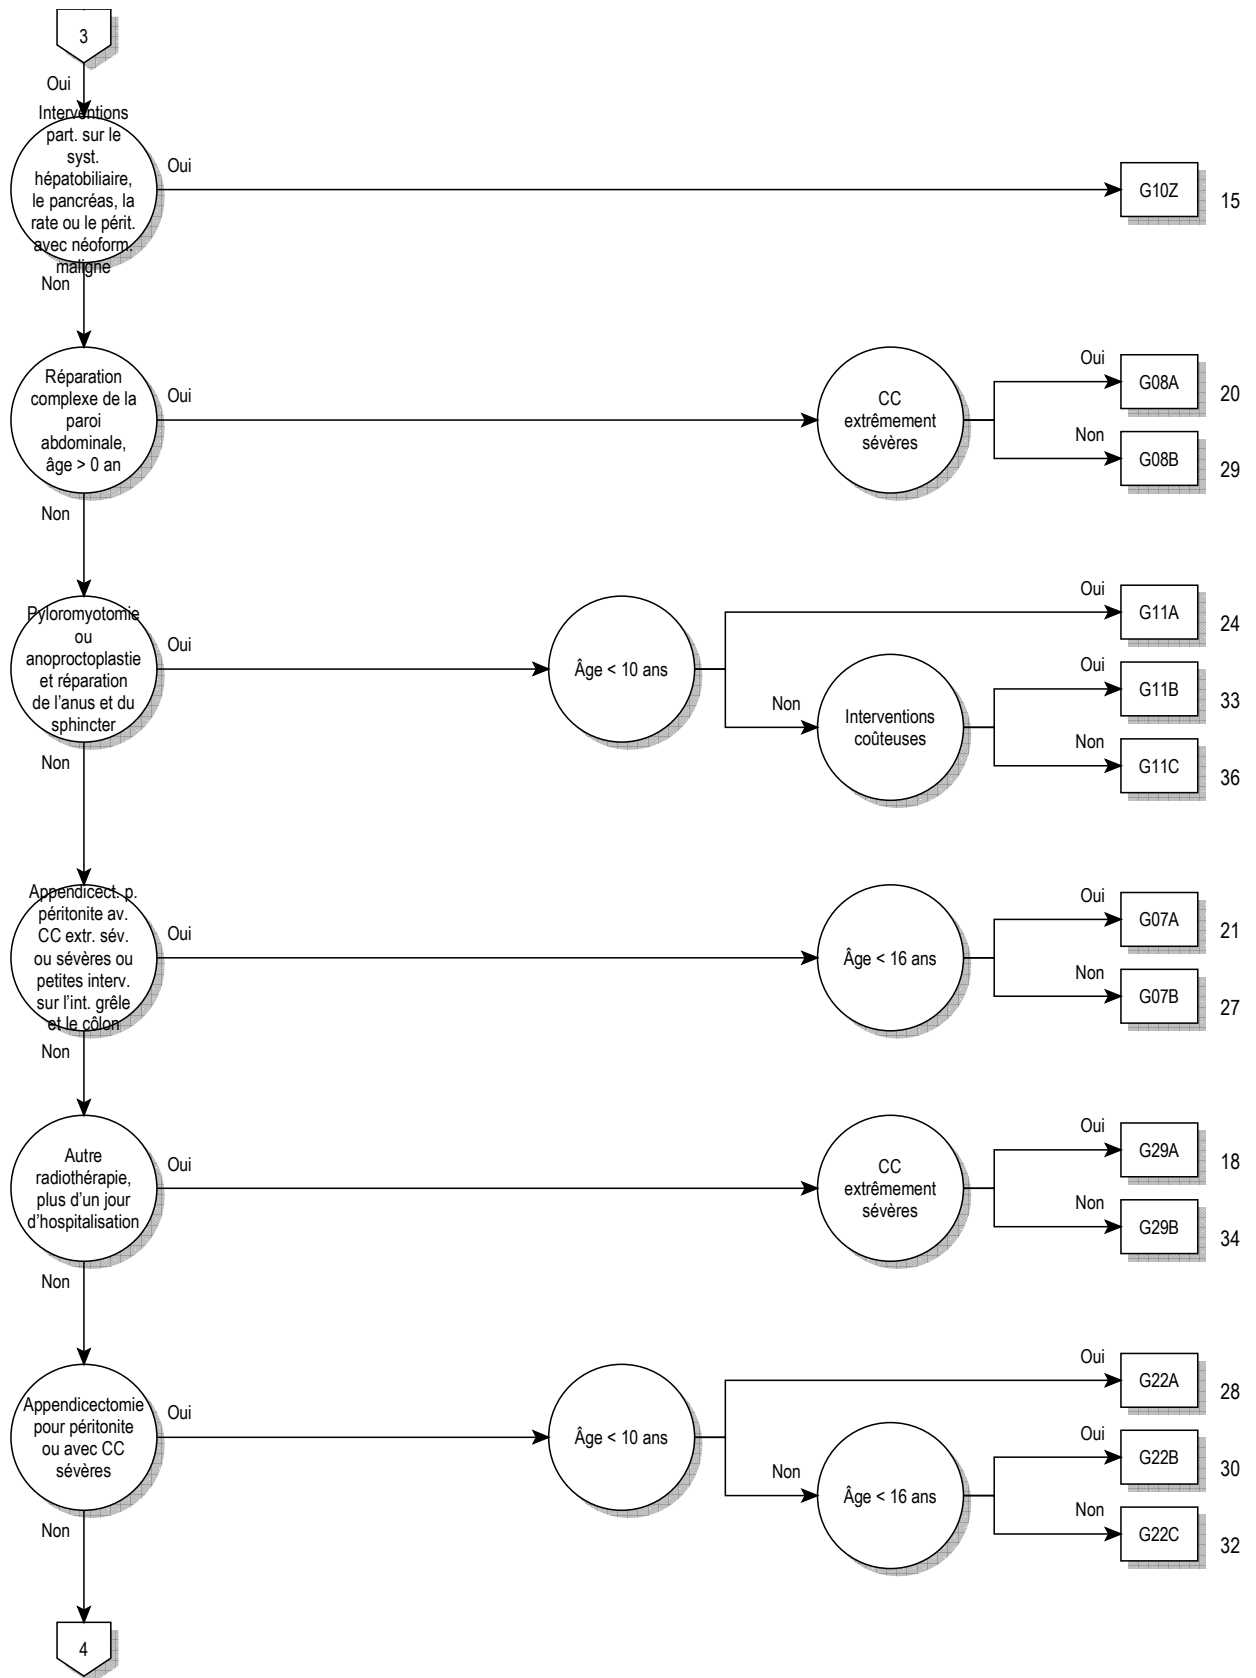 3
Oui
Interventions
part. sur le
syst.
hépatobiliaire,
le pancréas, la
rate ou le périt.
avec néoform.
maligne
Oui
G10Z
15
Non
Réparation
complexe de la
paroi
abdominale,
âge > 0 an
Oui
CC
extrêmement
sévères
Oui
G08A
20
Non
G08B
29
Non
Pyloromyotomie
ou
anoproctoplastie
et réparation
de l'anus et du
sphincter
Oui
Âge < 10 ans
Oui
G11A
24
Non
Interventions
coûteuses
Oui
G11B
33
Non
G11C
36
Non
Appendicect. p.
péritonite av.
CC extr. sév.
ou sévères ou
petites interv.
sur l'int. grêle
et le côlon
Oui
Âge < 16 ans
Oui
G07A
21
Non
G07B
27
Non
Autre
radiothérapie,
plus d'un jour
d'hospitalisation
Oui
CC
extrêmement
sévères
Oui
G29A
18
Non
G29B
34
Non
Appendicectomie
pour péritonite
ou avec CC
sévères
Oui
Âge < 10 ans
Oui
G22A
28
Non
Âge < 16 ans
Oui
G22B
30
Non
G22C
32
Non
4